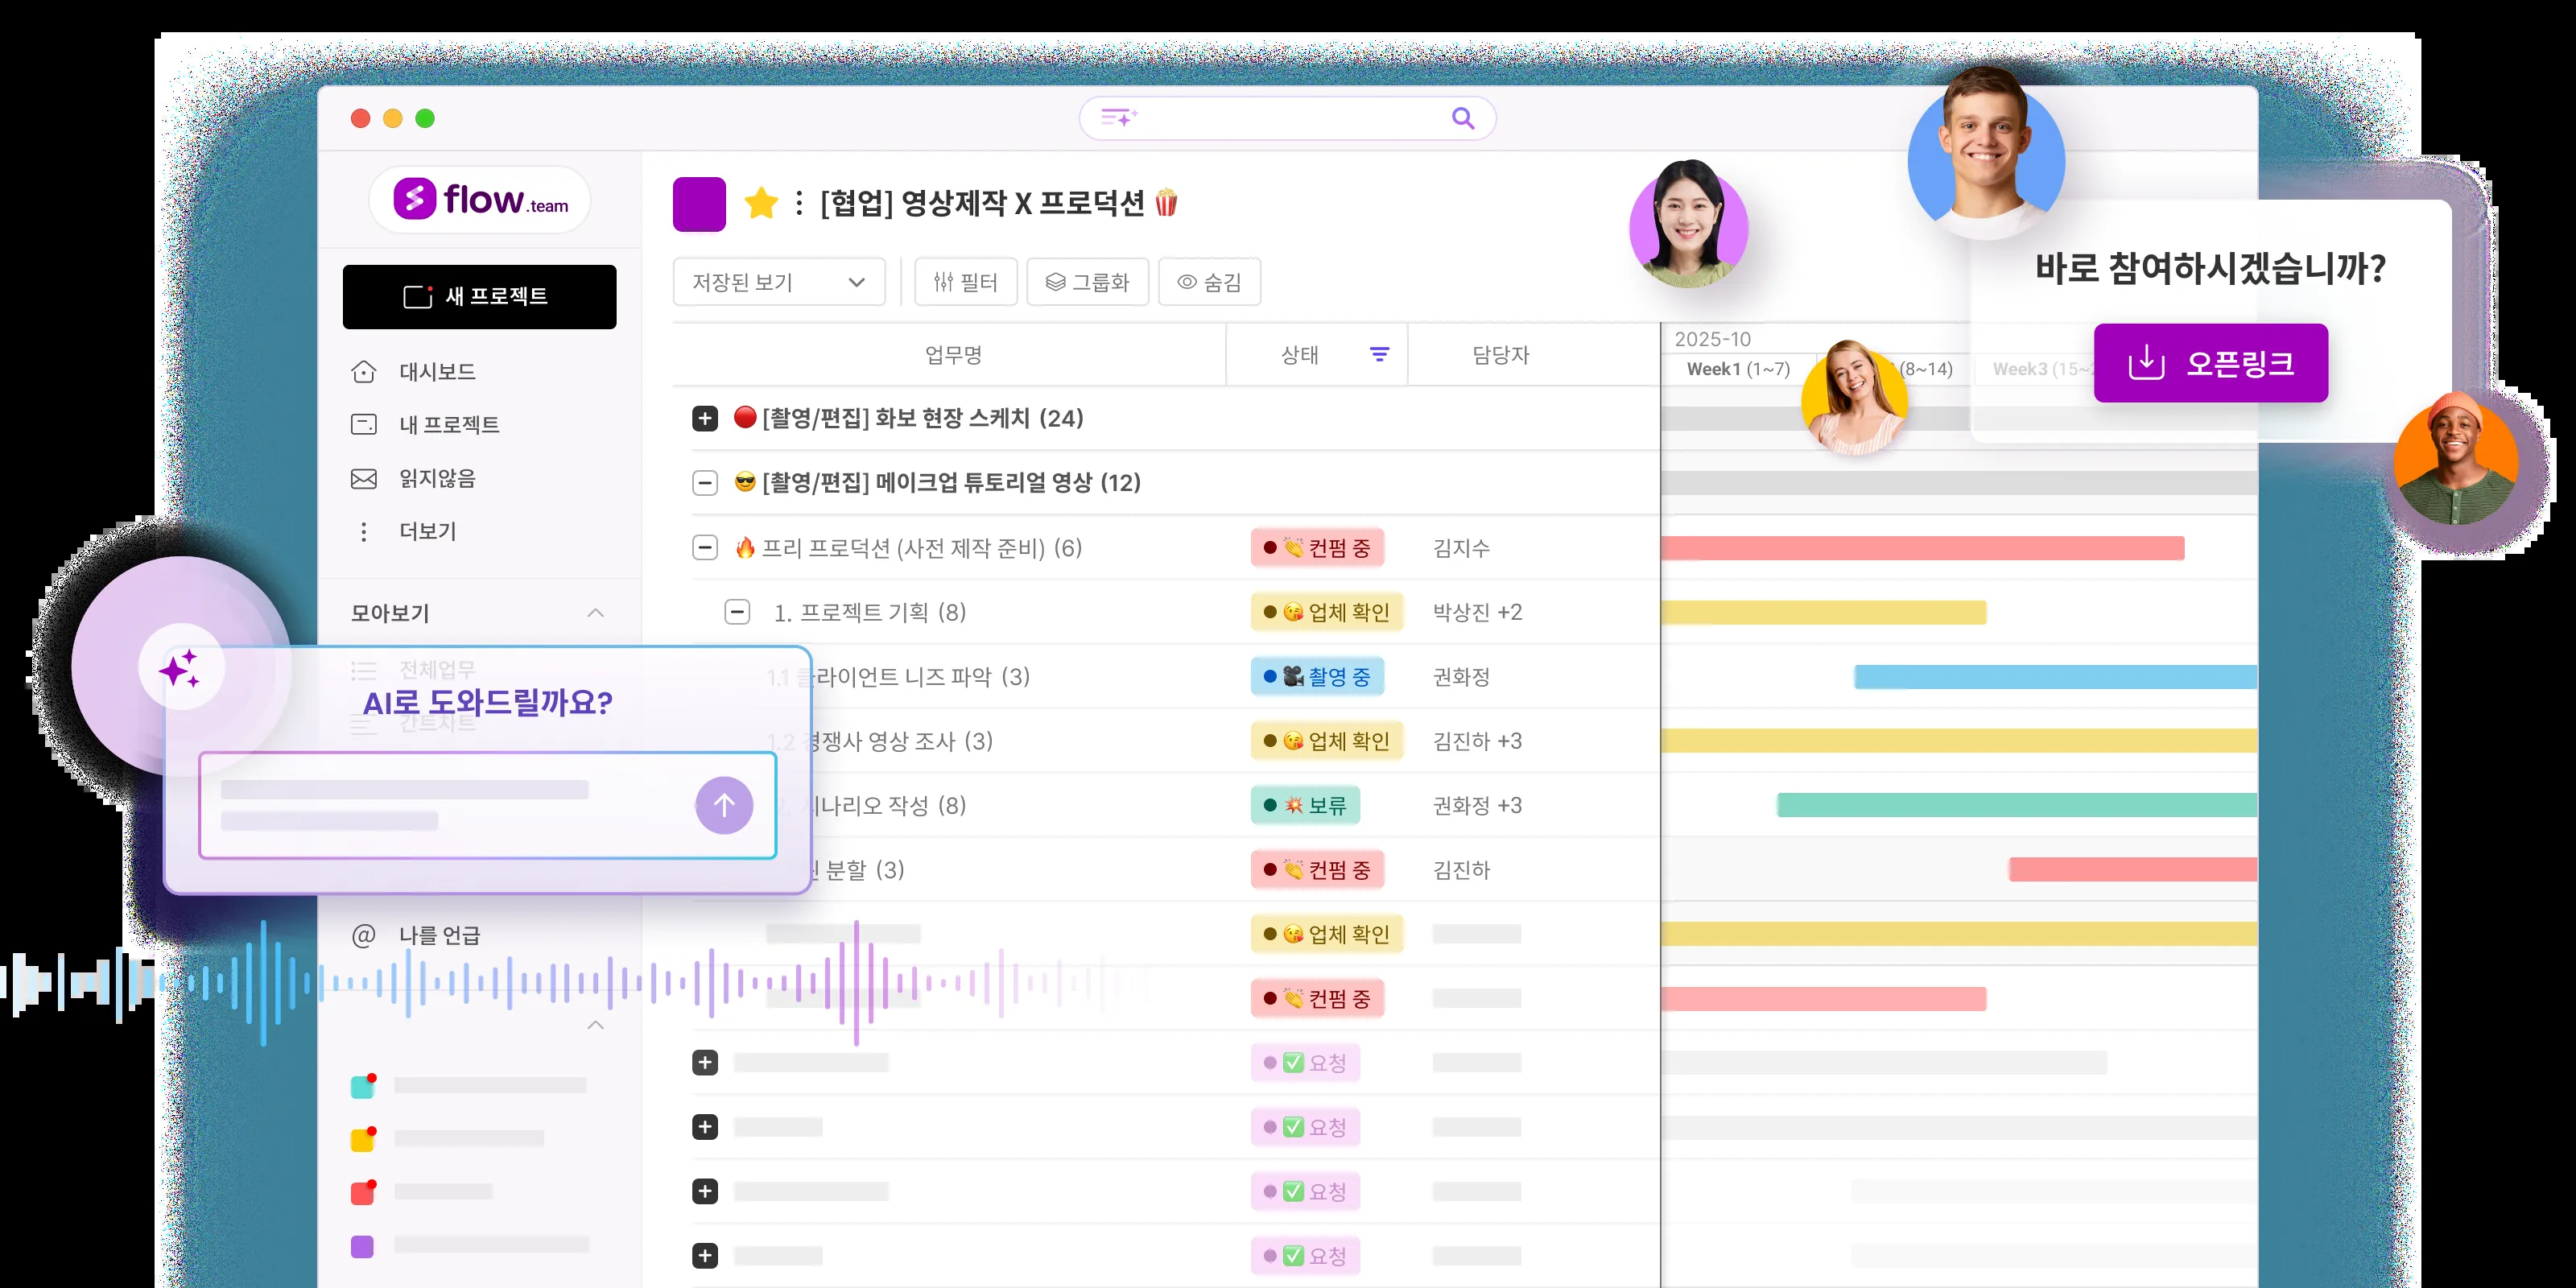 flow.team
[협업] 영상제작 X 프로덕션
바로 참여하시겠습니까?
오픈링크
새 프로젝트
저장된 보기
필터
그룹화
숨김
대시보드
내 프로젝트
읽지않음
더보기
모아보기
전체업무
간트차트
AI로 도와드릴까요?
@ 나를 언급
업무명 상태 담당자
2025-10
Week1 (1~7) (8~14) Week3 (15~2
[촬영/편집] 화보 현장 스케치 (24)
[촬영/편집] 메이크업 튜토리얼 영상 (12)
프리 프로덕션 (사전 제작 준비) (6) 컨펌 중 김지수
1. 프로젝트 기획 (8) 업체 확인 박상진 +2
1.1 클라이언트 니즈 파악 (3) 촬영 중 권화정
1.2 경쟁사 영상 조사 (3) 업체 확인 김진하 +3
시나리오 작성 (8) 보류 권화정 +3
분할 (3) 컨펌 중 김진하
업체 확인
컨펌 중
요청
요청
요청
요청